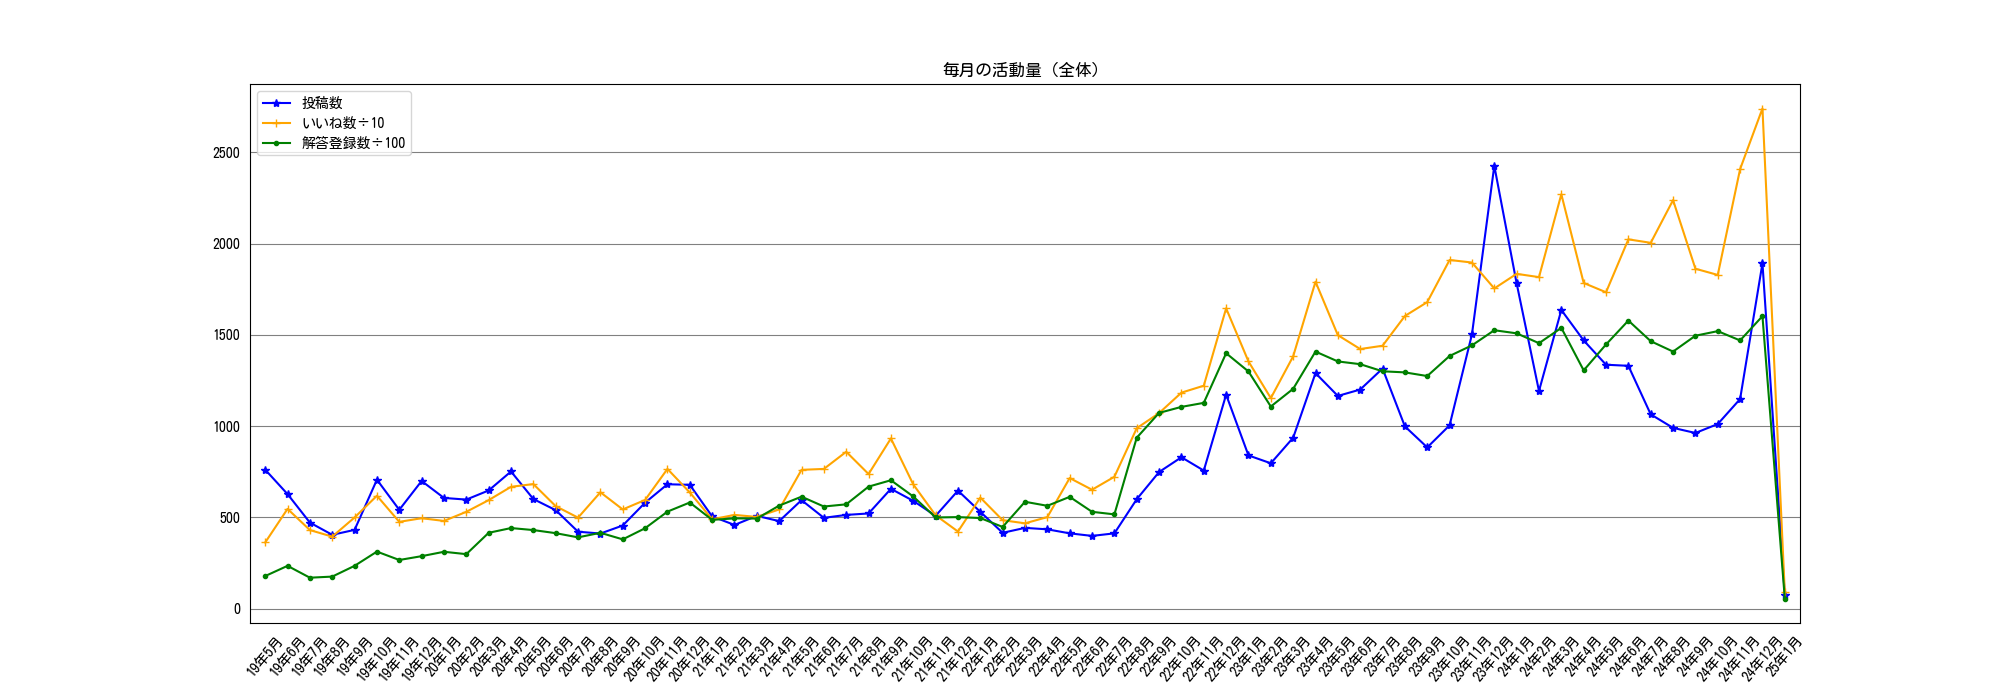 毎月の活動量（全体）
投稿数
いいね数÷10
解答登録数÷100
2500
2000
1500
1000
500
0
19年5月
19年6月
19年7月
19年8月
19年9月
19年10月
19年11月
19年12月
20年1月
20年2月
20年3月
20年4月
20年5月
20年6月
20年7月
20年8月
20年9月
20年10月
20年11月
20年12月
21年1月
21年2月
21年3月
21年4月
21年5月
21年6月
21年7月
21年8月
21年9月
21年10月
21年11月
21年12月
22年1月
22年2月
22年3月
22年4月
22年5月
22年6月
22年7月
22年8月
22年9月
22年10月
22年11月
22年12月
23年1月
23年2月
23年3月
23年4月
23年5月
23年6月
23年7月
23年8月
23年9月
23年10月
23年11月
23年12月
24年1月
24年2月
24年3月
24年4月
24年5月
24年6月
24年7月
24年8月
24年9月
24年10月
24年11月
24年12月
25年1月